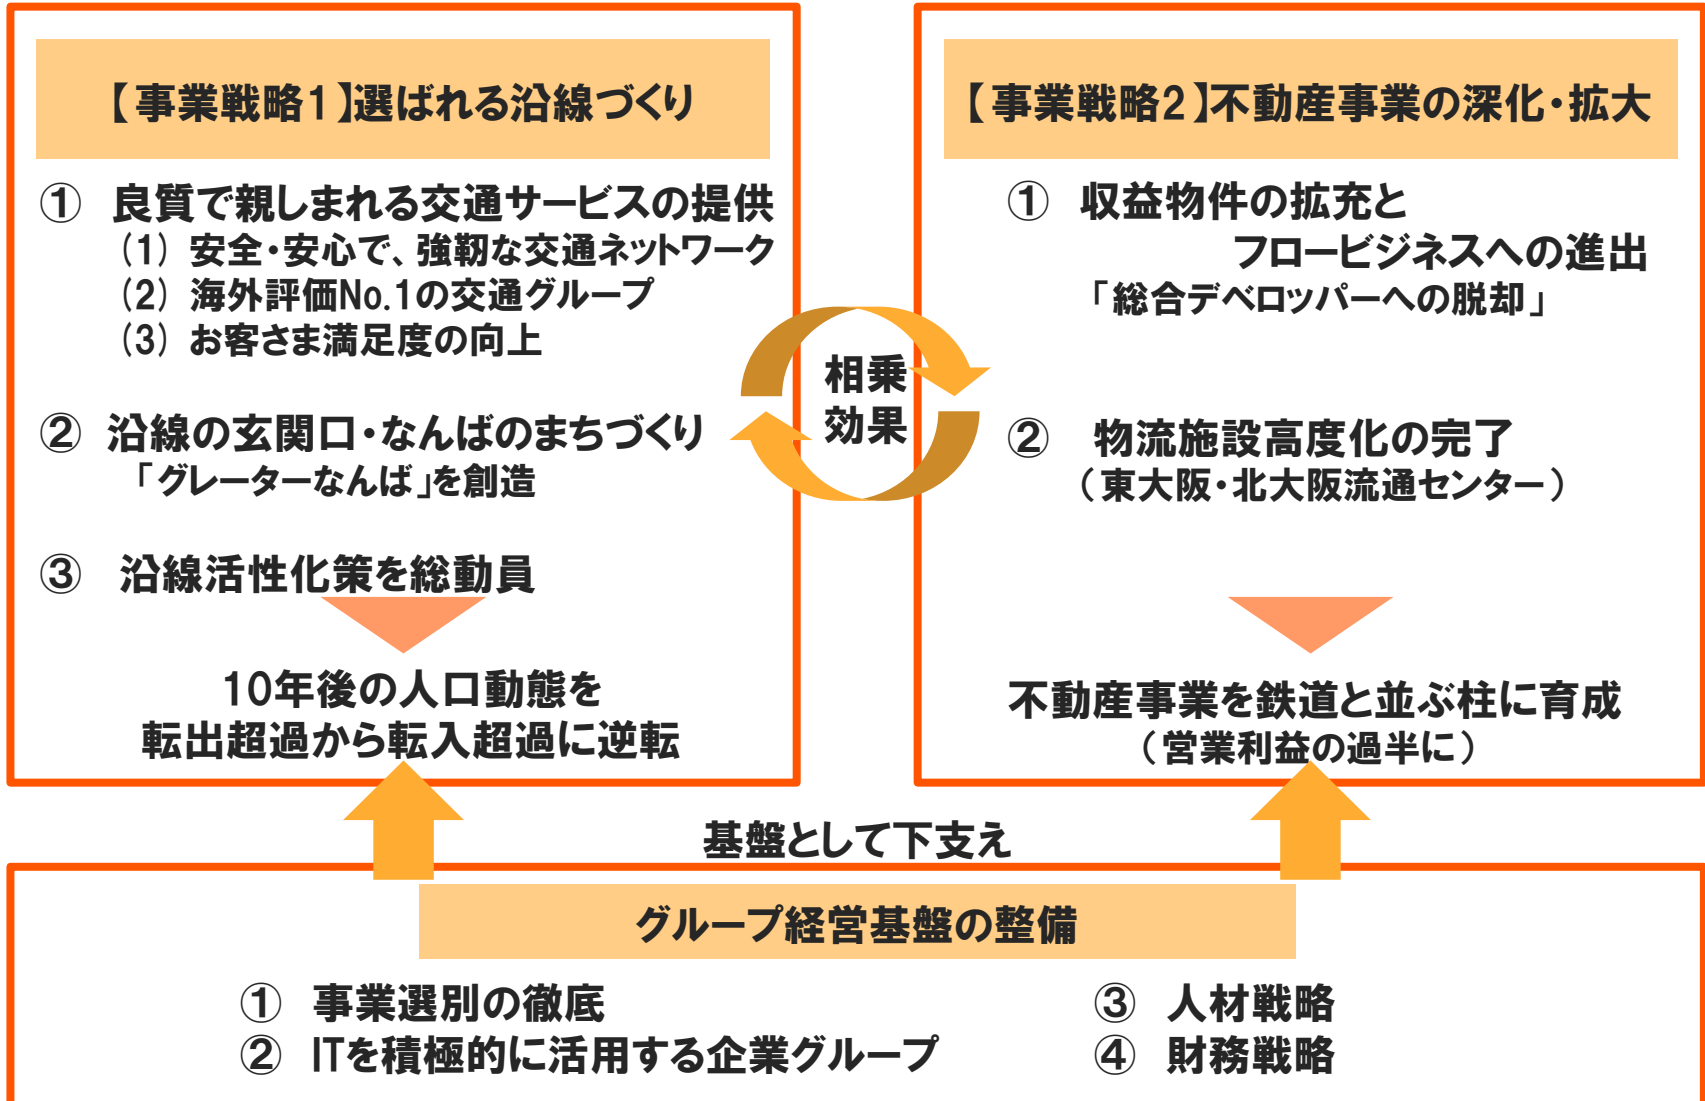 【事業戦略1】選ばれる沿線づくり
① 良質で親しまれる交通サービスの提供
(1) 安全・安心で、強靭な交通ネットワーク
(2) 海外評価No.1の交通グループ
(3) お客さま満足度の向上
② 沿線の玄関口・なんばのまちづくり
「グレーターなんば」を創造
③ 沿線活性化策を総動員
10年後の人口動態を
転出超過から転入超過に逆転
相乗
効果
【事業戦略2】不動産事業の深化・拡大
① 収益物件の拡充と
フロービジネスへの進出
「総合デベロッパーへの脱却」
② 物流施設高度化の完了
(東大阪・北大阪流通センター)
不動産事業を鉄道と並ぶ柱に育成
(営業利益の過半に)
基盤として下支え
グループ経営基盤の整備
① 事業選別の徹底
② ITを積極的に活用する企業グループ
③ 人材戦略
④ 財務戦略